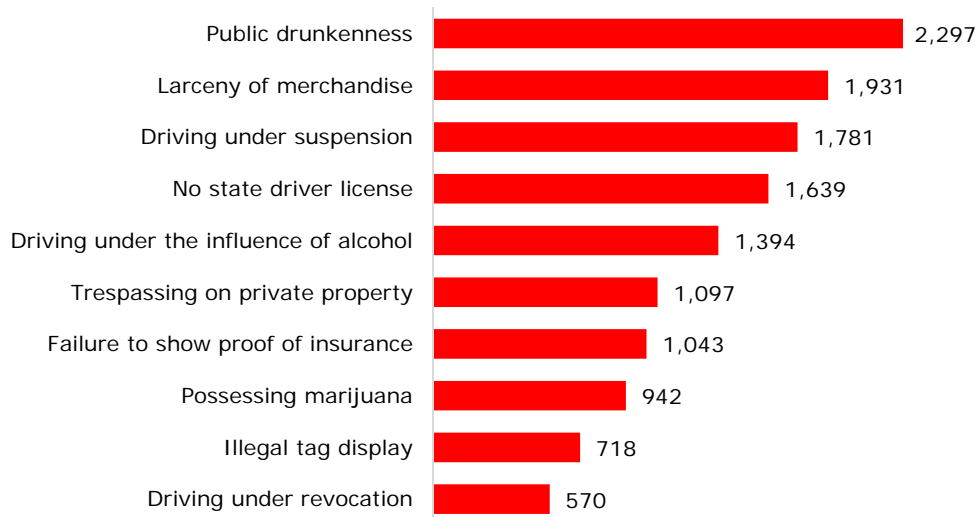 Public drunkenness 2,297
Larceny of merchandise 1,931
Driving under suspension 1,781
No state driver license 1,639
Driving under the influence of alcohol 1,394
Trespassing on private property 1,097
Failure to show proof of insurance 1,043
Possessing marijuana 942
Illegal tag display 718
Driving under revocation 570